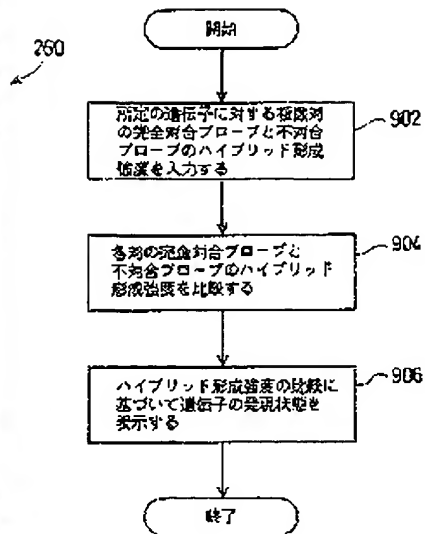 開始
260
所定の遺伝子に対する複数対
の完全対合プローブと不対合
プローブのハイブリッド形成
強度を入力する
902
各対の完全対合プローブと
不対合プローブのハイブリッド
形成強度を比較する
904
ハイブリッド形成強度の比較に
基づいて遺伝子の発現状態を
表示する
906
終了